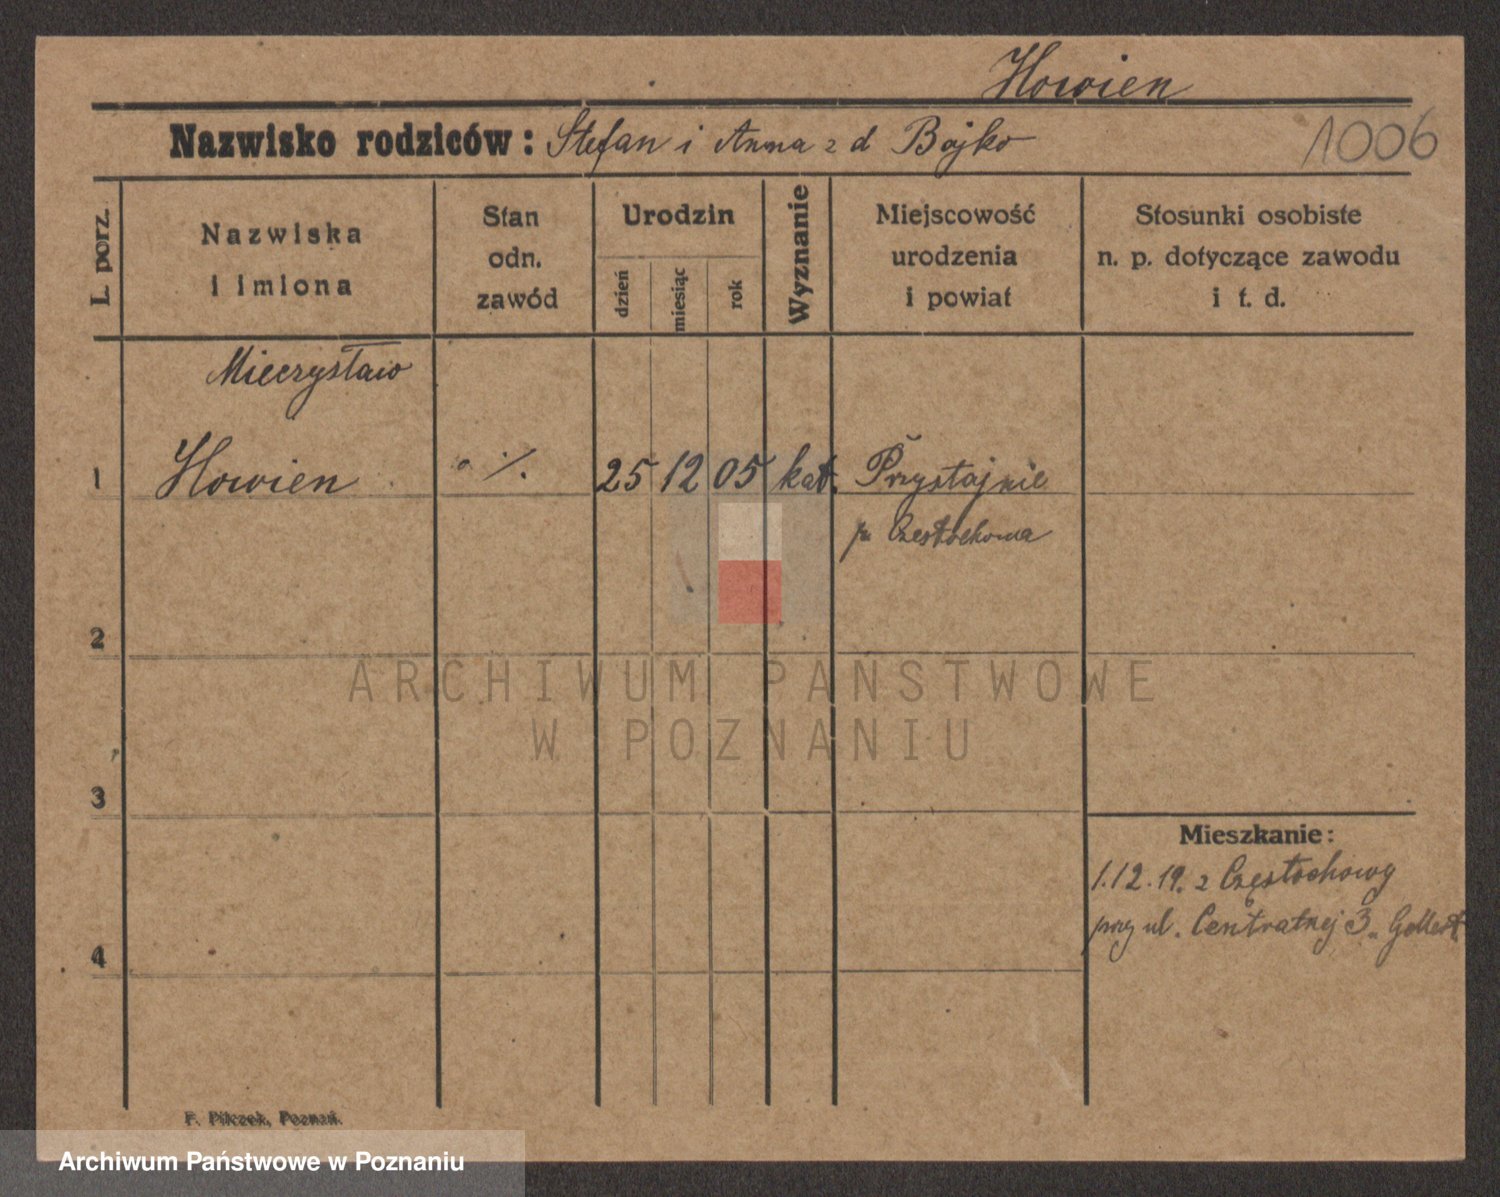 Howien
Nazwisko rodziców: Stefan i Anna z d Bojko
1006
L. porz.
Nazwiska
i imiona
Stan
odn.
zawód
Urodzin
dzień
miesiąc
rok
Wyznanie
Miejscowość
urodzenia
i powiat
Stosunki osobiste
n. p. dotyczące zawodu
i t. d.
Mieczysław
1 Howien ./. 25 12 05 kat. Przystajnie
p. Częstochowa
2
ARCHIWUM PAŃSTWOWE
W POZNANIU
3
Mieszkanie:
1.12.19. z Częstochowy
przy ul. Centralnej 3.
4
F. Pilczek, Poznań.
Archiwum Państwowe w Poznaniu